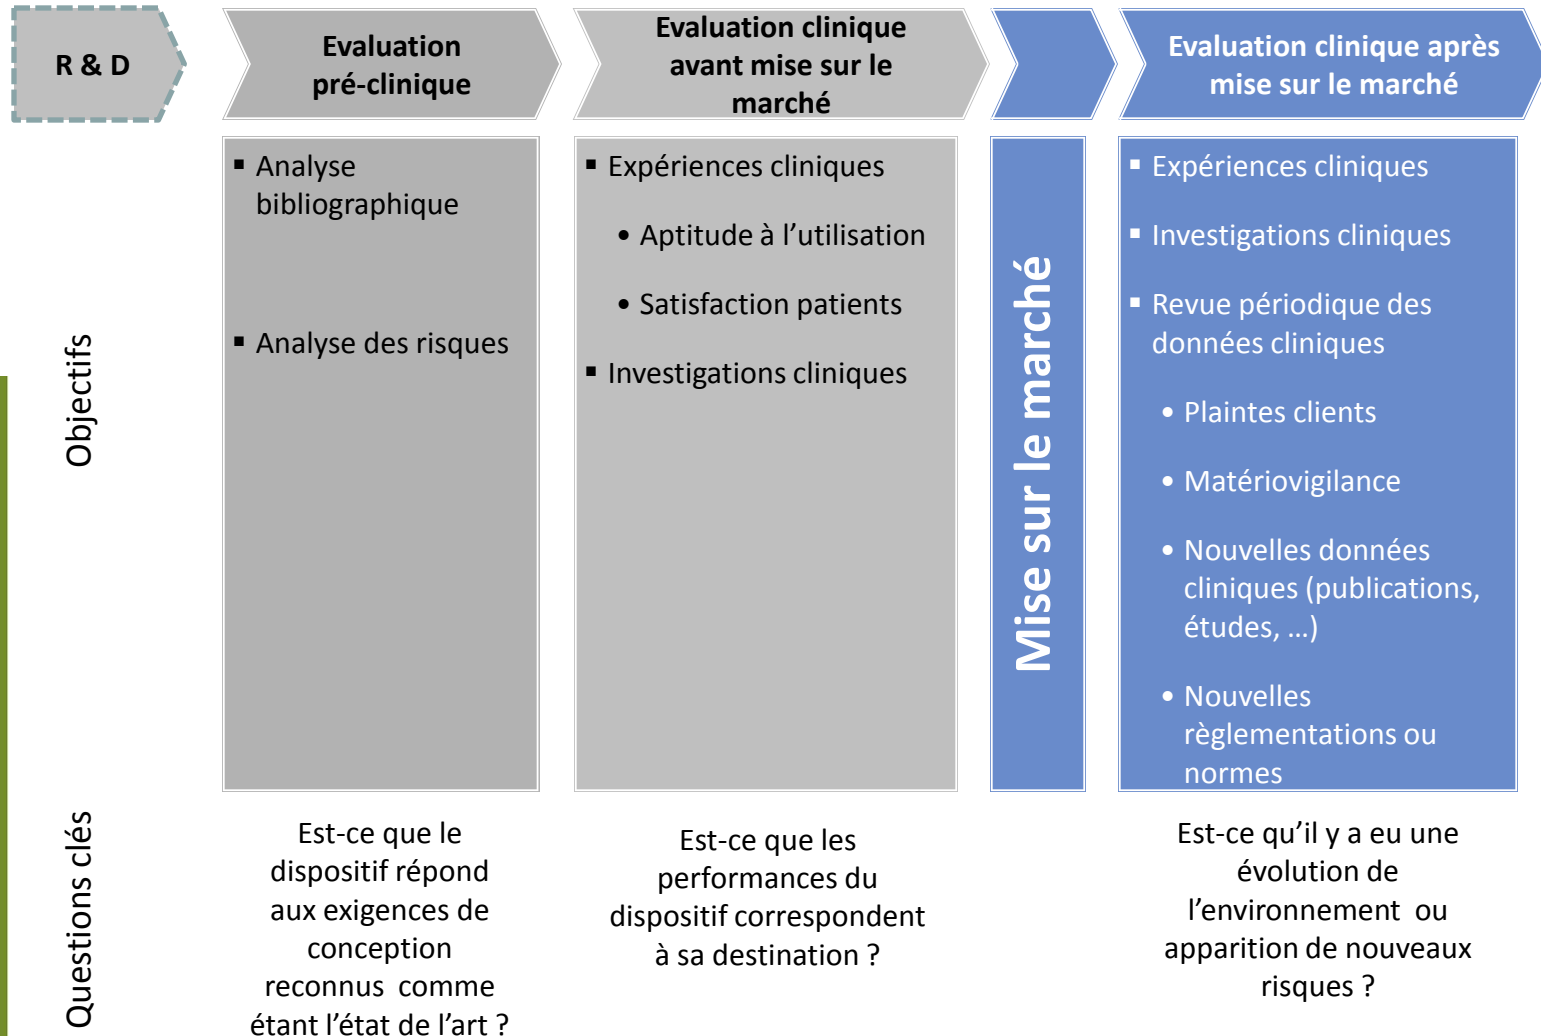 R & D
Evaluation
pré-clinique
Evaluation clinique
avant mise sur le
marché
Evaluation clinique après
mise sur le marché
Objectifs
▪ Analyse
bibliographique
▪ Analyse des risques
▪ Expériences cliniques
• Aptitude à l’utilisation
• Satisfaction patients
▪ Investigations cliniques
Mise sur le marché
▪ Expériences cliniques
▪ Investigations cliniques
▪ Revue périodique des
données cliniques
• Plaintes clients
• Matériovigilance
• Nouvelles données
cliniques (publications,
études, …)
• Nouvelles
règlementations ou
normes
Questions clés
Est-ce que le
dispositif répond
aux exigences de
conception
reconnus comme
étant l’état de l’art ?
Est-ce que les
performances du
dispositif correspondent
à sa destination ?
Est-ce qu’il y a eu une
évolution de
l’environnement ou
apparition de nouveaux
risques ?